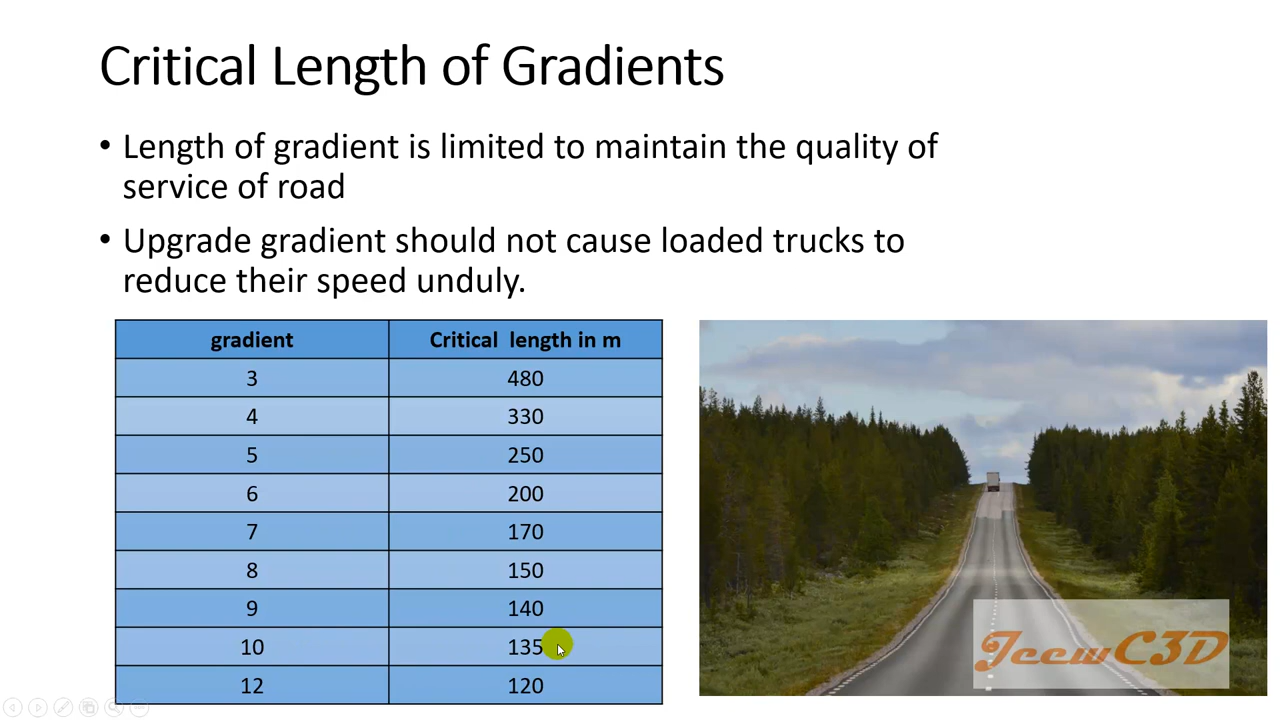 Critical Length of Gradients
• Length of gradient is limited to maintain the quality of
service of road
• Upgrade gradient should not cause loaded trucks to
reduce their speed unduly.
gradient Critical length in m
3 480
4 330
5 250
6 200
7 170
8 150
9 140
10 135
12 120
JeewC3D